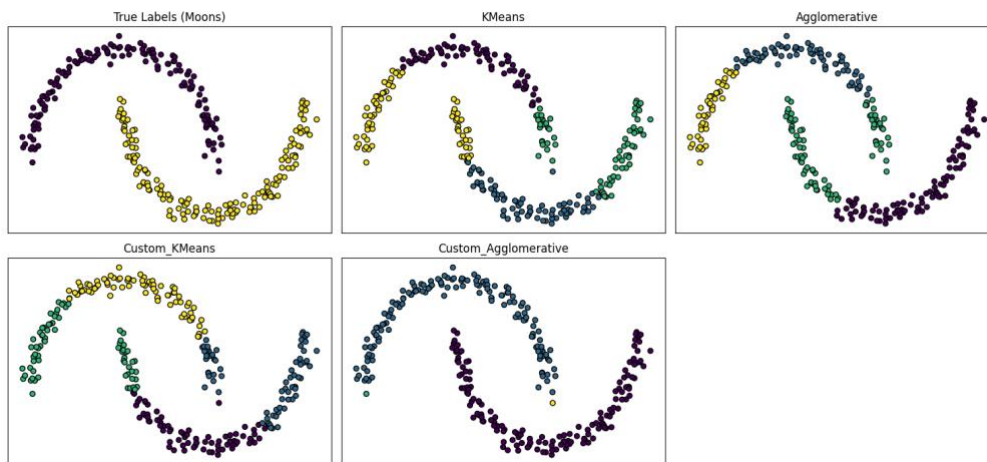 True Labels (Moons)
KMeans
Agglomerative
Custom_KMeans
Custom_Agglomerative